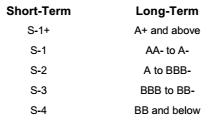 Short-Term Long-Term
S-1+ A+ and above
S-1 AA- to A-
S-2 A to BBB-
S-3 BBB to BB-
S-4 BB and below